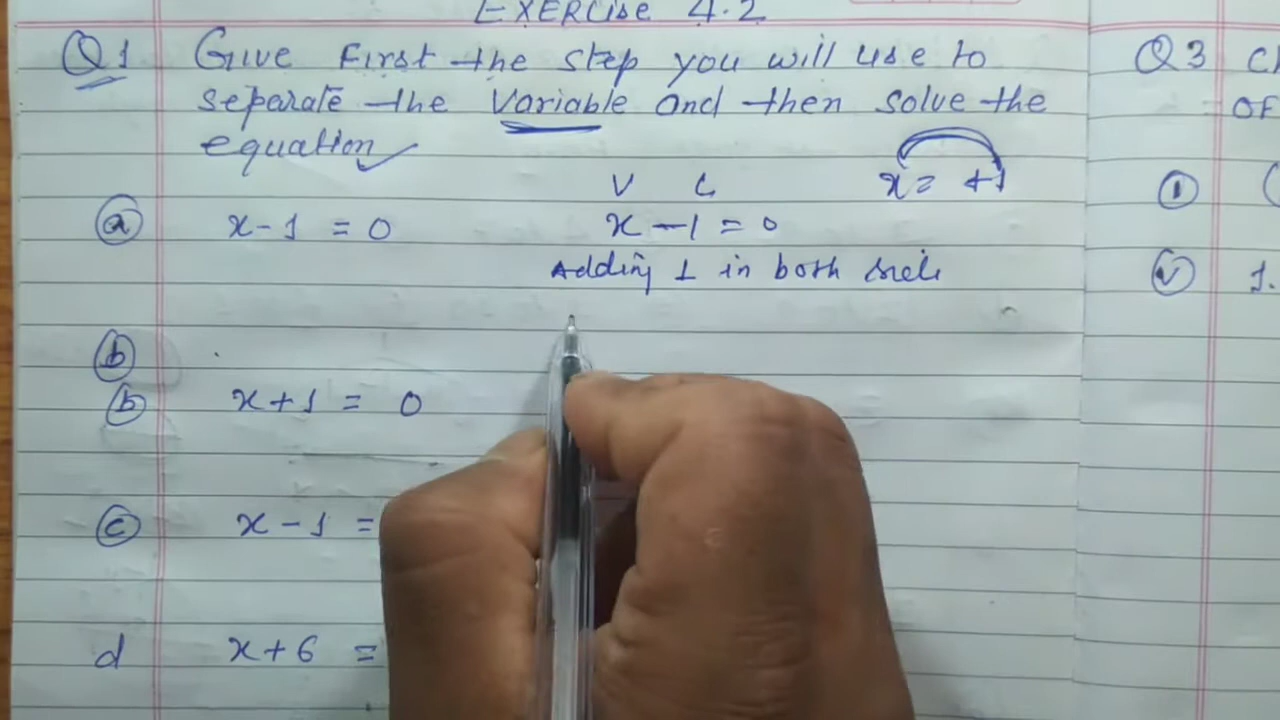 EXERCISE 4.2
Q1 Give First the step you will use to
separate the Variable and then solve the
equation
V C
x= +1
(a) x-1 = 0
x-1 = 0
Adding 1 in both
(b)
(b) x+1 = 0
(c) x-1 =
d x+6 =
Q3
OF
(1)
(v) 1.